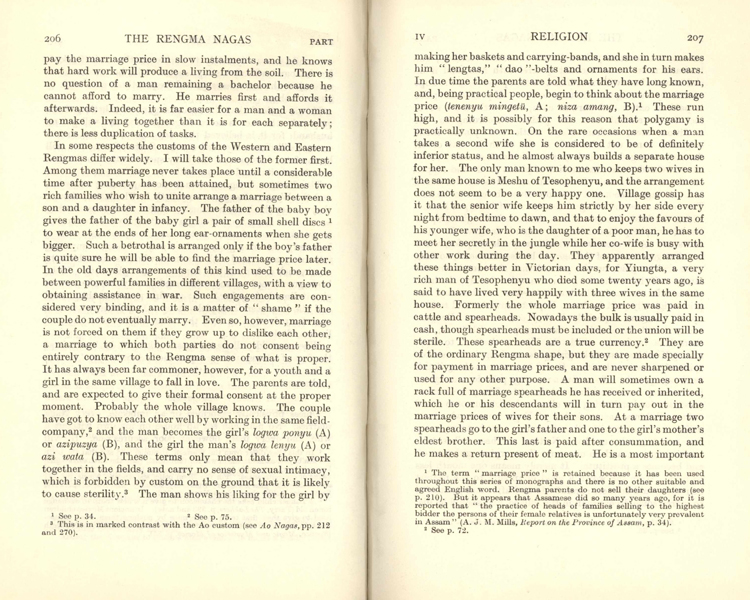 206 THE RENGMA NAGAS PART
pay the marriage price in slow instalments, and he knows
that hard work will produce a living from the soil. There is
no question of a man remaining a bachelor because he
cannot afford to marry. He marries first and affords it
afterwards. Indeed, it is far easier for a man and a woman
to make a living together than it is for each separately;
there is less duplication of tasks.
In some respects the customs of the Western and Eastern
Rengmas differ widely. I will take those of the former first.
Among them marriage never takes place until a considerable
time after puberty has been attained, but sometimes two
rich families who wish to unite arrange a marriage between a
son and a daughter in infancy. The father of the baby boy
gives the father of the baby girl a pair of small shell discs ¹
to wear at the ends of her long ear-ornaments when she gets
bigger. Such a betrothal is arranged only if the boy's father
is quite sure he will be able to find the marriage price later.
In the old days arrangements of this kind used to be made
between powerful families in different villages, with a view to
obtaining assistance in war. Such engagements are con-
sidered very binding, and it is a matter of "shame" if the
couple do not eventually marry. Even so, however, marriage
is not forced on them if they grow up to dislike each other,
a marriage to which both parties do not consent being
entirely contrary to the Rengma sense of what is proper.
It has always been far commoner, however, for a youth and a
girl in the same village to fall in love. The parents are told,
and are expected to give their formal consent at the proper
moment. Probably the whole village knows. The couple
have got to know each other well by working in the same field-
company,² and the man becomes the girl's logwa ponyu (A)
or azipuzya (B), and the girl the man's logwa lenyu (A) or
azi wata (B). These terms only mean that they work
together in the fields, and carry no sense of sexual intimacy,
which is forbidden by custom on the ground that it is likely
to cause sterility.³ The man shows his liking for the girl by
¹ See p. 34. ² See p. 75.
³ This is in marked contrast with the Ao custom (see Ao Nagas, pp. 212
and 270).
IV RELIGION 207
making her baskets and carrying-bands, and she in turn makes
him "lengtas," "dao"-belts and ornaments for his ears.
In due time the parents are told what they have long known,
and, being practical people, begin to think about the marriage
price (tenenyu mingetü, A; niza amang, B).¹ These run
high, and it is possibly for this reason that polygamy is
practically unknown. On the rare occasions when a man
takes a second wife she is considered to be of definitely
inferior status, and he almost always builds a separate house
for her. The only man known to me who keeps two wives in
the same house is Meshu of Tesophenyu, and the arrangement
does not seem to be a very happy one. Village gossip has
it that the senior wife keeps him strictly by her side every
night from bedtime to dawn, and that to enjoy the favours of
his younger wife, who is the daughter of a poor man, he has to
meet her secretly in the jungle while her co-wife is busy with
other work during the day. They apparently arranged
these things better in Victorian days, for Yiungta, a very
rich man of Tesophenyu who died some twenty years ago, is
said to have lived very happily with three wives in the same
house. Formerly the whole marriage price was paid in
cattle and spearheads. Nowadays the bulk is usually paid in
cash, though spearheads must be included or the union will be
sterile. These spearheads are a true currency.² They are
of the ordinary Rengma shape, but they are made specially
for payment in marriage prices, and are never sharpened or
used for any other purpose. A man will sometimes own a
rack full of marriage spearheads he has received or inherited,
which he or his descendants will in turn pay out in the
marriage prices of wives for their sons. At a marriage two
spearheads go to the girl's father and one to the girl's mother's
eldest brother. This last is paid after consummation, and
he makes a return present of meat. He is a most important
¹ The term "marriage price" is retained because it has been used
throughout this series of monographs and there is no other suitable and
agreed English word. Rengma parents do not sell their daughters (see
p. 210). But it appears that Assamese did so many years ago, for it is
reported that "the practice of heads of families selling to the highest
bidder the persons of their female relatives is unfortunately very prevalent
in Assam" (A. J. M. Mills, Report on the Province of Assam, p. 34).
² See p. 72.